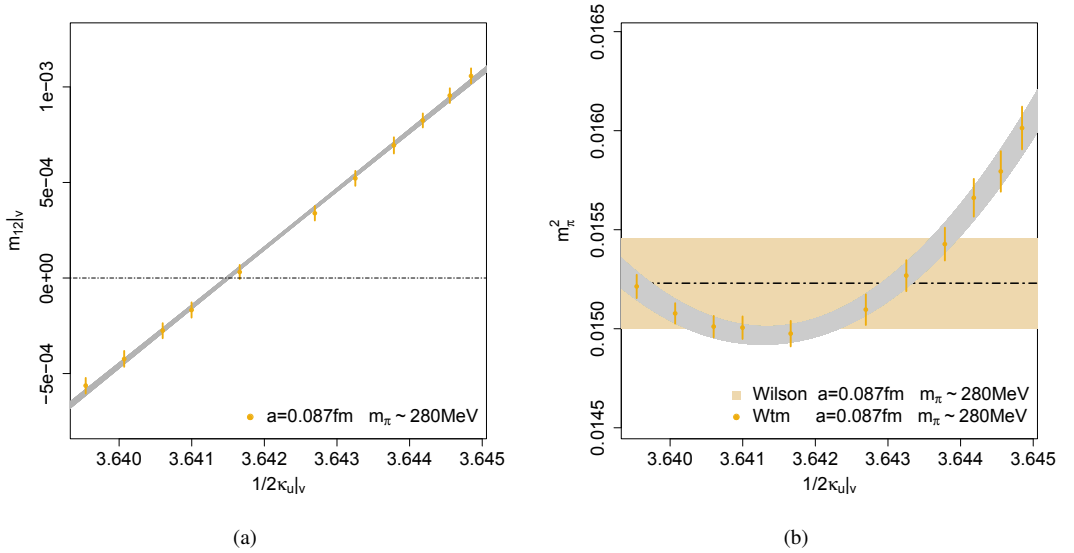 1e−03
5e−04
0e+00
−5e−04
m₁₂|ᵥ
a=0.087fm mπ ~ 280MeV
3.640 3.641 3.642 3.643 3.644 3.645
1/2κᵤ|ᵥ
(a)
0.0165
0.0160
0.0155
0.0150
0.0145
m²π
Wilson a=0.087fm mπ ~ 280MeV
Wtm a=0.087fm mπ ~ 280MeV
3.640 3.641 3.642 3.643 3.644 3.645
1/2κᵤ|ᵥ
(b)